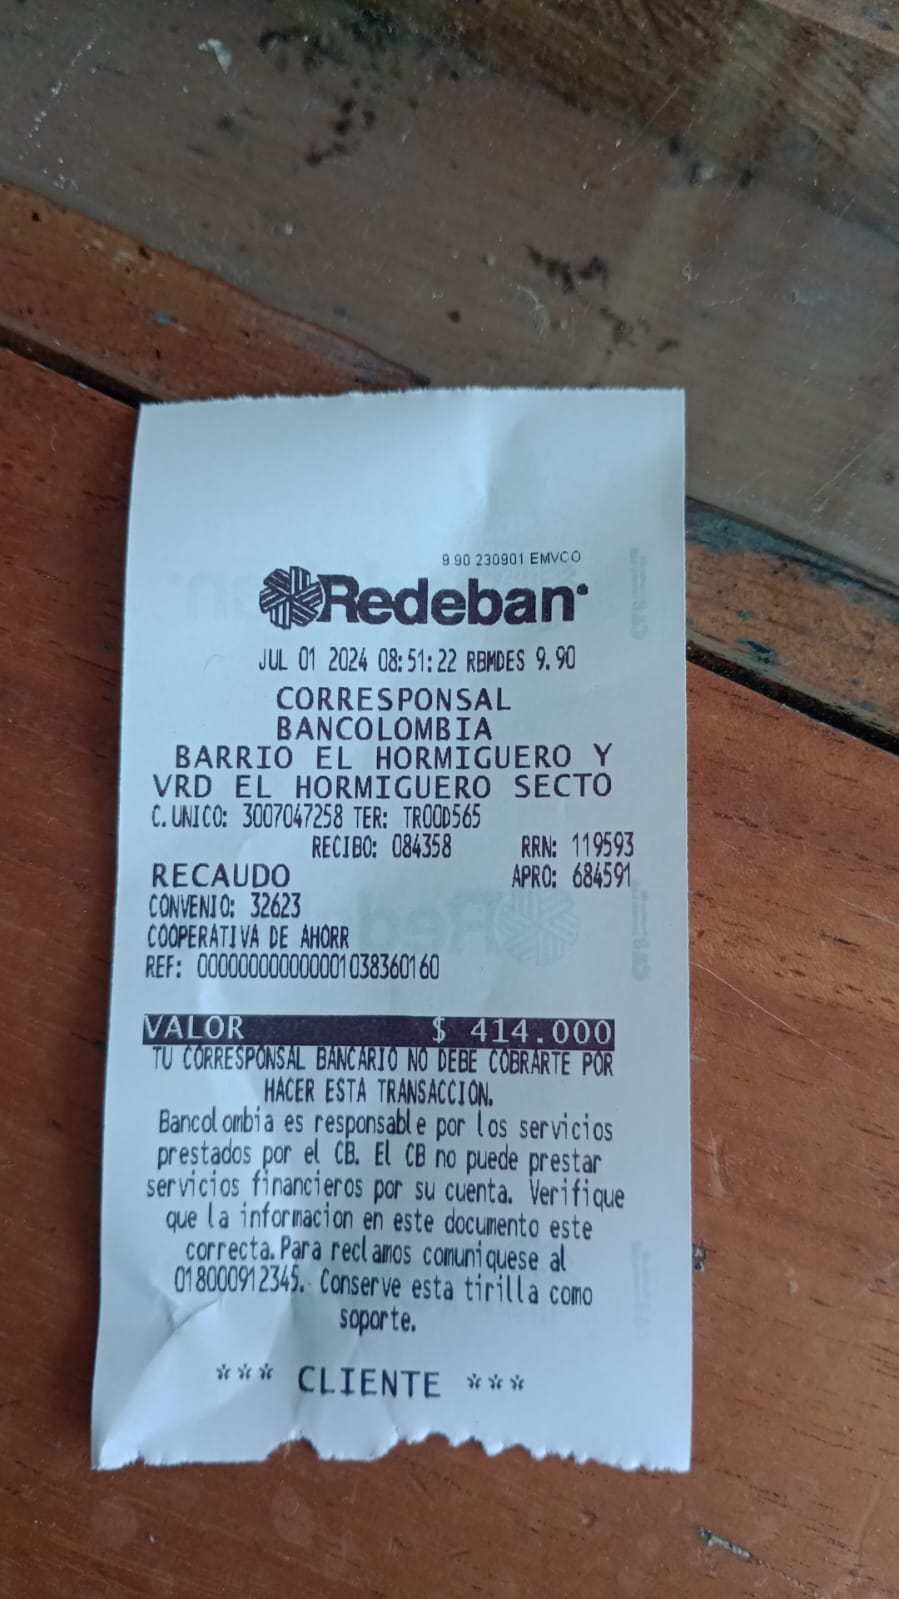 9.90 230901 EMVCO
Redeban
JUL 01 2024 08:51:22 RBMDES 9.90
CORRESPONSAL
BANCOLOMBIA
BARRIO EL HORMIGUERO Y
VRD EL HORMIGUERO SECTO
C.UNICO: 3007047258 TER: TR00D565
RECIBO: 084358 RRN: 119593
RECAUDO APRO: 684591
CONVENIO: 32623
COOPERATIVA DE AHORR
REF: 00000000000001038360160
VALOR $ 414.000
TU CORRESPONSAL BANCARIO NO DEBE COBRARTE POR
HACER ESTA TRANSACCION.
Bancolombia es responsable por los servicios
prestados por el CB. El CB no puede prestar
servicios financieros por su cuenta. Verifique
que la informacion en este documento este
correcta.Para reclamos comuniquese al
018000912345. Conserve esta tirilla como
soporte.
*** CLIENTE ***